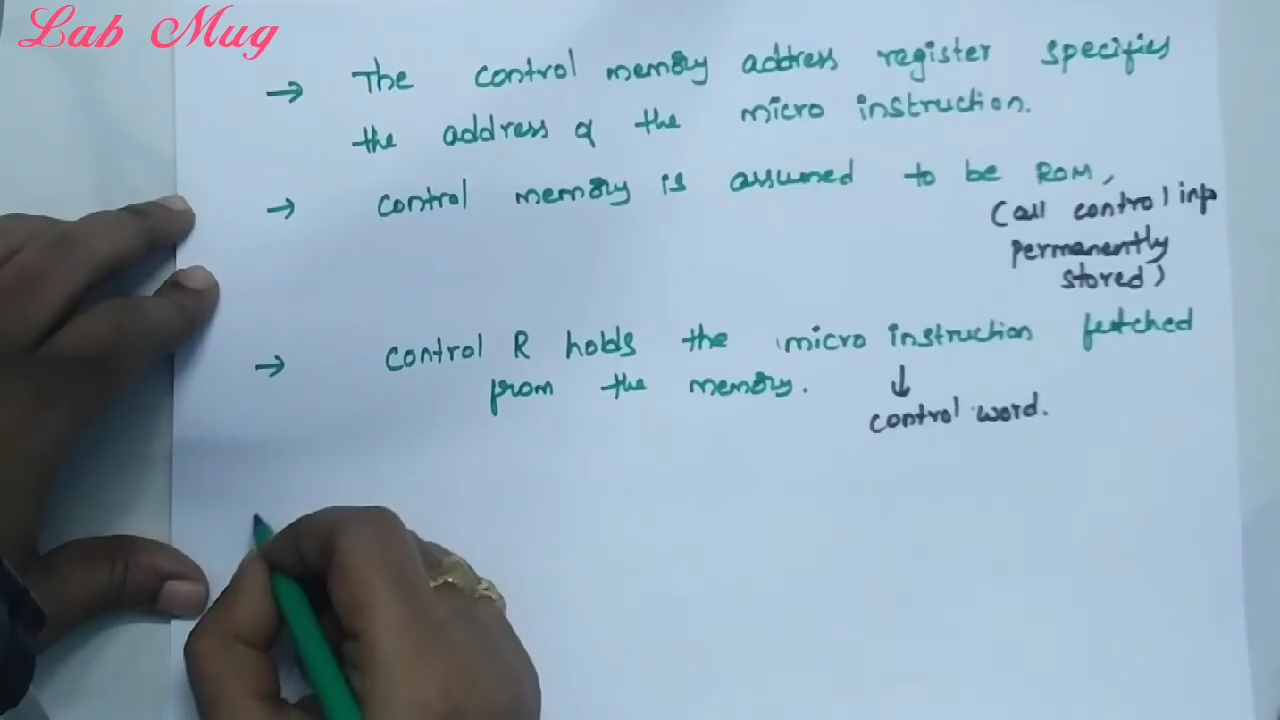 Lab Mug
→ The control memory address register specifies
the address of the micro instruction.
→ control memory is assumed to be ROM,
(all control info
permanently
stored)
→ control R holds the micro instruction fetched
from the memory.
↓
control word.